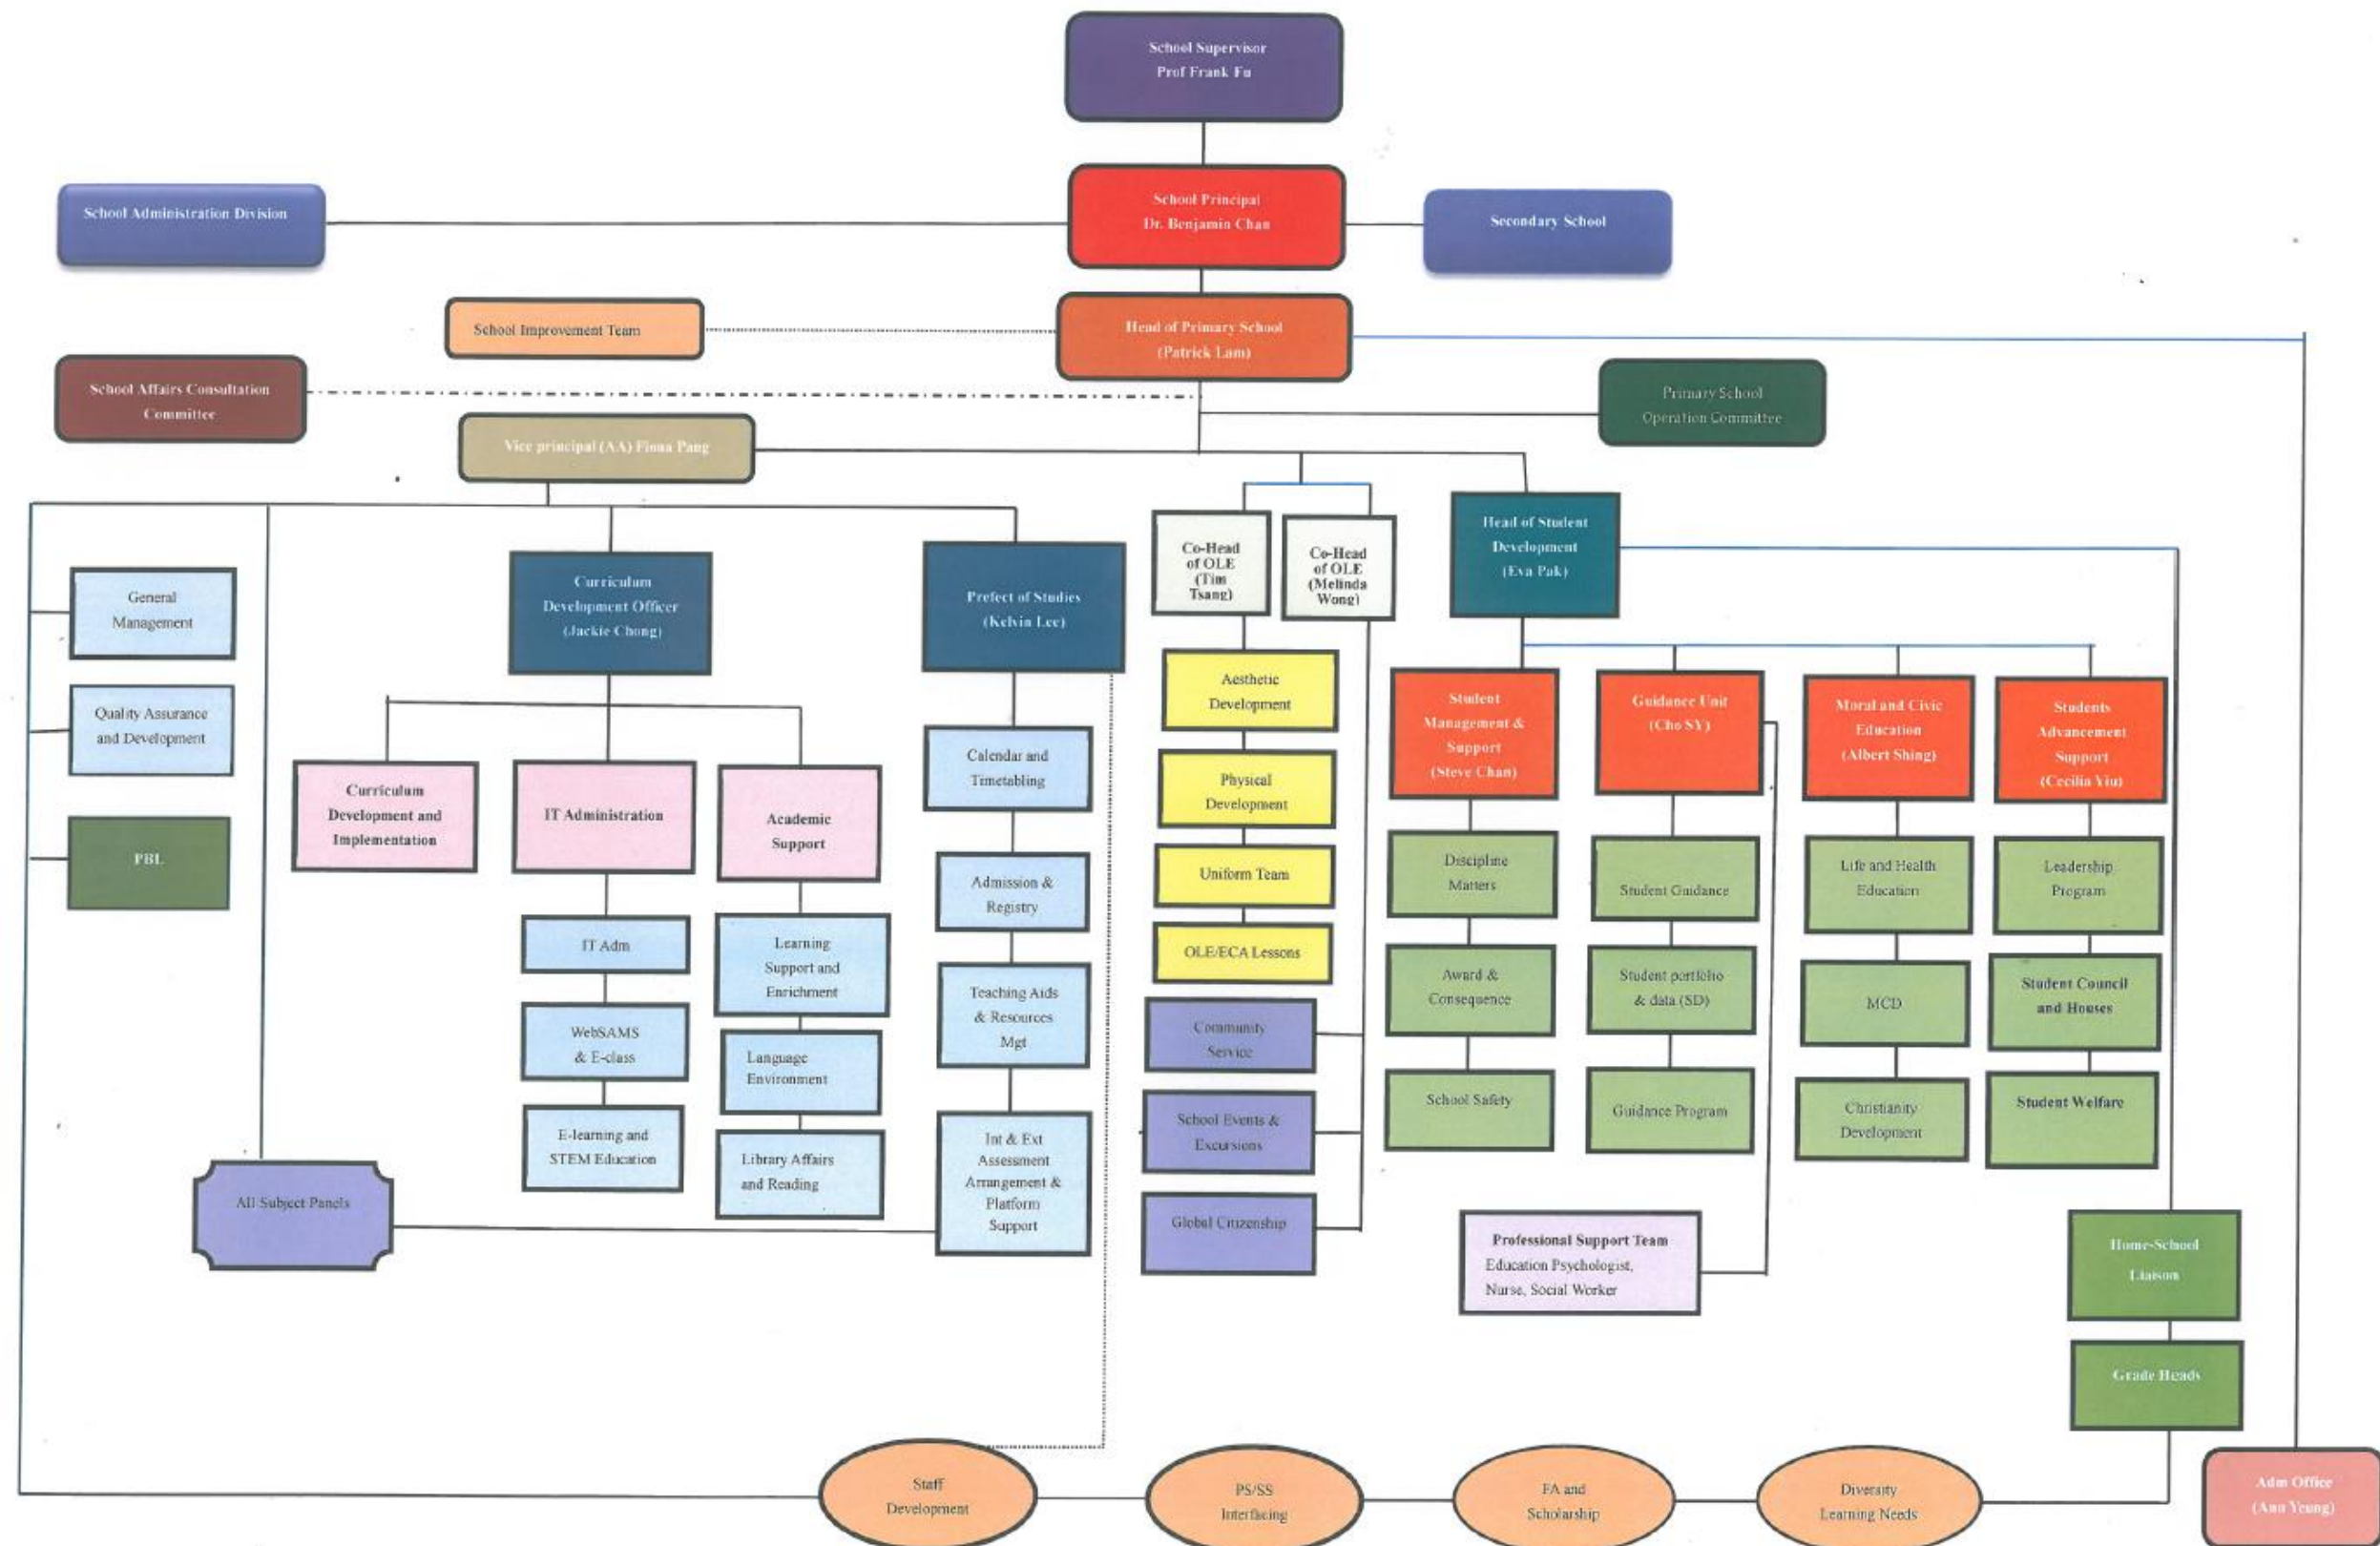 School Supervisor
Prof Frank Fu
School Administration Division
School Principal
Dr. Benjamin Chan
Secondary School
School Improvement Team
Head of Primary School
(Patrick Lam)
School Affairs Consultation
Committee
Primary School
Operation Committee
Vice principal (AA) Fiona Pang
General
Management
Quality Assurance
and Development
PBL
Curriculum
Development Officer
(Jackie Chong)
Prefect of Studies
(Kelvin Lee)
Co-Head
of OLE
(Tim
Tsang)
Co-Head
of OLE
(Melinda
Wong)
Head of Student
Development
(Eva Pak)
Curriculum
Development and
Implementation
IT Administration
Academic
Support
IT Adm
WebSAMS
& E-class
E-learning and
STEM Education
Learning
Support and
Enrichment
Language
Environment
Library Affairs
and Reading
Calendar and
Timetabling
Admission &
Registry
Teaching Aids
& Resources
Mgt
Int & Ext
Assessment
Arrangement &
Platform
Support
All Subject Panels
Aesthetic
Development
Physical
Development
Uniform Team
OLE/ECA Lessons
Community
Service
School Events &
Excursions
Global Citizenship
Student
Management &
Support
(Steve Chan)
Discipline
Matters
Award &
Consequence
School Safety
Guidance Unit
(Cho SY)
Student Guidance
Student portfolio
& data (SD)
Guidance Program
Moral and Civic
Education
(Albert Shing)
Life and Health
Education
MCD
Christianity
Development
Students
Advancement
Support
(Cecilia Yiu)
Leadership
Program
Student Council
and Houses
Student Welfare
Professional Support Team
Education Psychologist,
Nurse, Social Worker
Home-School
Liaison
Grade Heads
Staff
Development
PS/SS
Interfacing
FA and
Scholarship
Diversity
Learning Needs
Adm Office
(Ann Yeung)